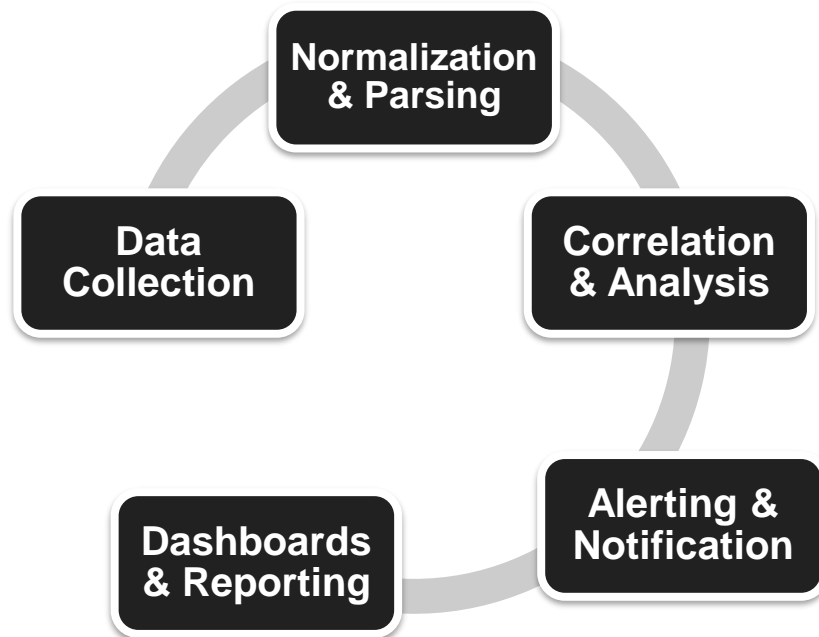 Normalization
& Parsing
Data
Collection
Correlation
& Analysis
Alerting &
Notification
Dashboards
& Reporting